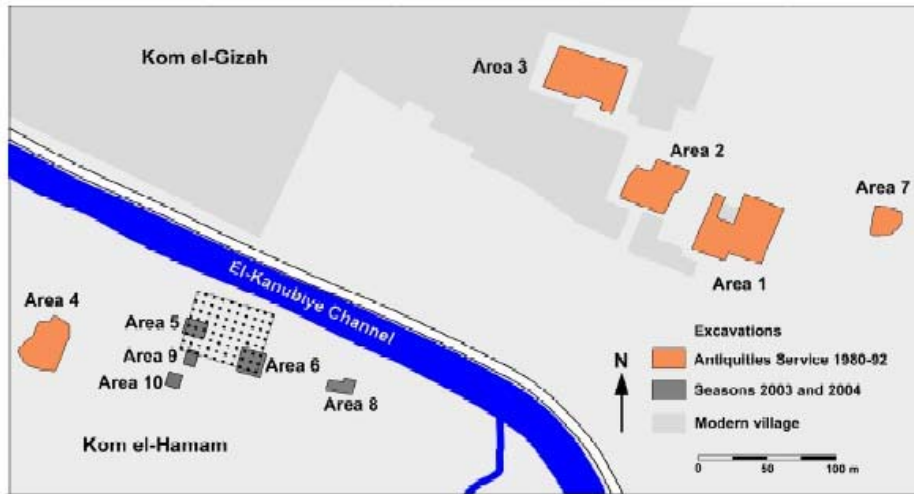 Kom el-Gizah
Area 3
Area 2
Area 7
Area 1
El-Kanubiye Channel
Area 4
Area 5
Area 9
Area 6
Area 10
Area 8
Kom el-Hamam
Excavations
Antiquities Service 1980-92
Seasons 2003 and 2004
Modern village
N
0 50 100 m